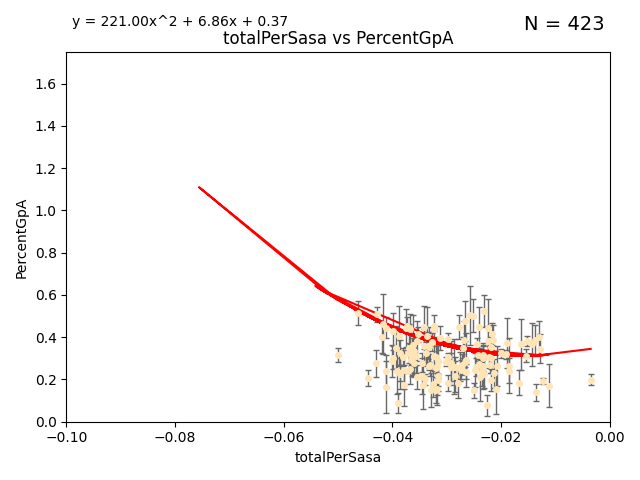 y = 221.00x^2 + 6.86x + 0.37
N = 423
totalPerSasa vs PercentGpA
PercentGpA
1.6
1.4
1.2
1.0
0.8
0.6
0.4
0.2
0.0
−0.10 −0.08 −0.06 −0.04 −0.02 0.00
totalPerSasa